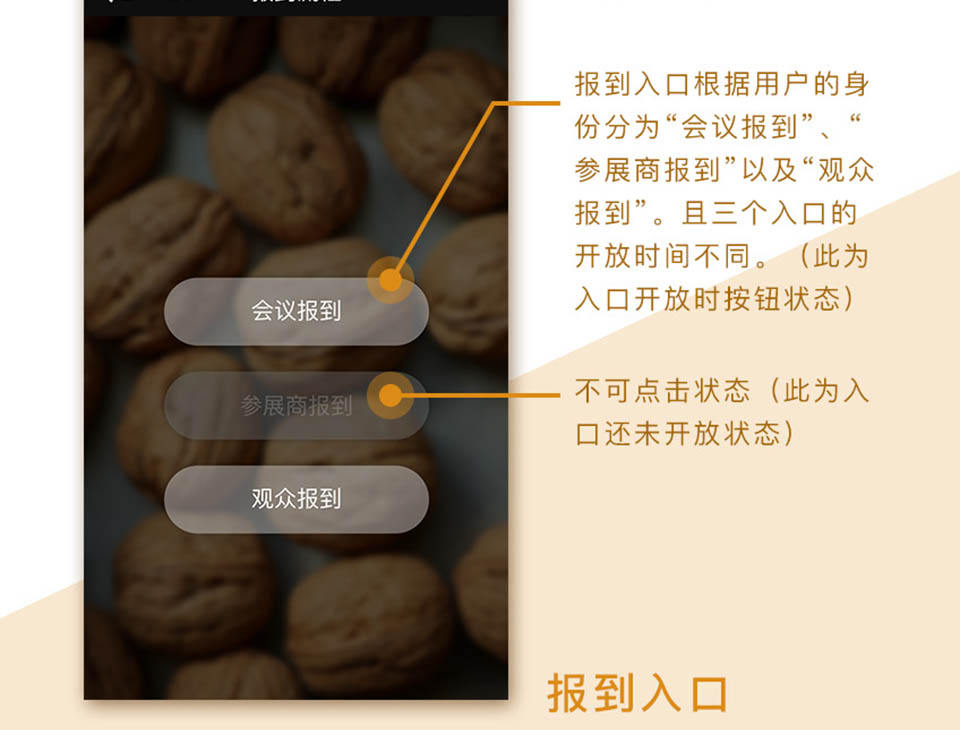 报到入口根据用户的身
份分为“会议报到”、“
参展商报到”以及“观众
报到”。且三个入口的
开放时间不同。（此为
入口开放时按钮状态）
会议报到
不可点击状态（此为入
口还未开放状态）
参展商报到
观众报到
报到入口